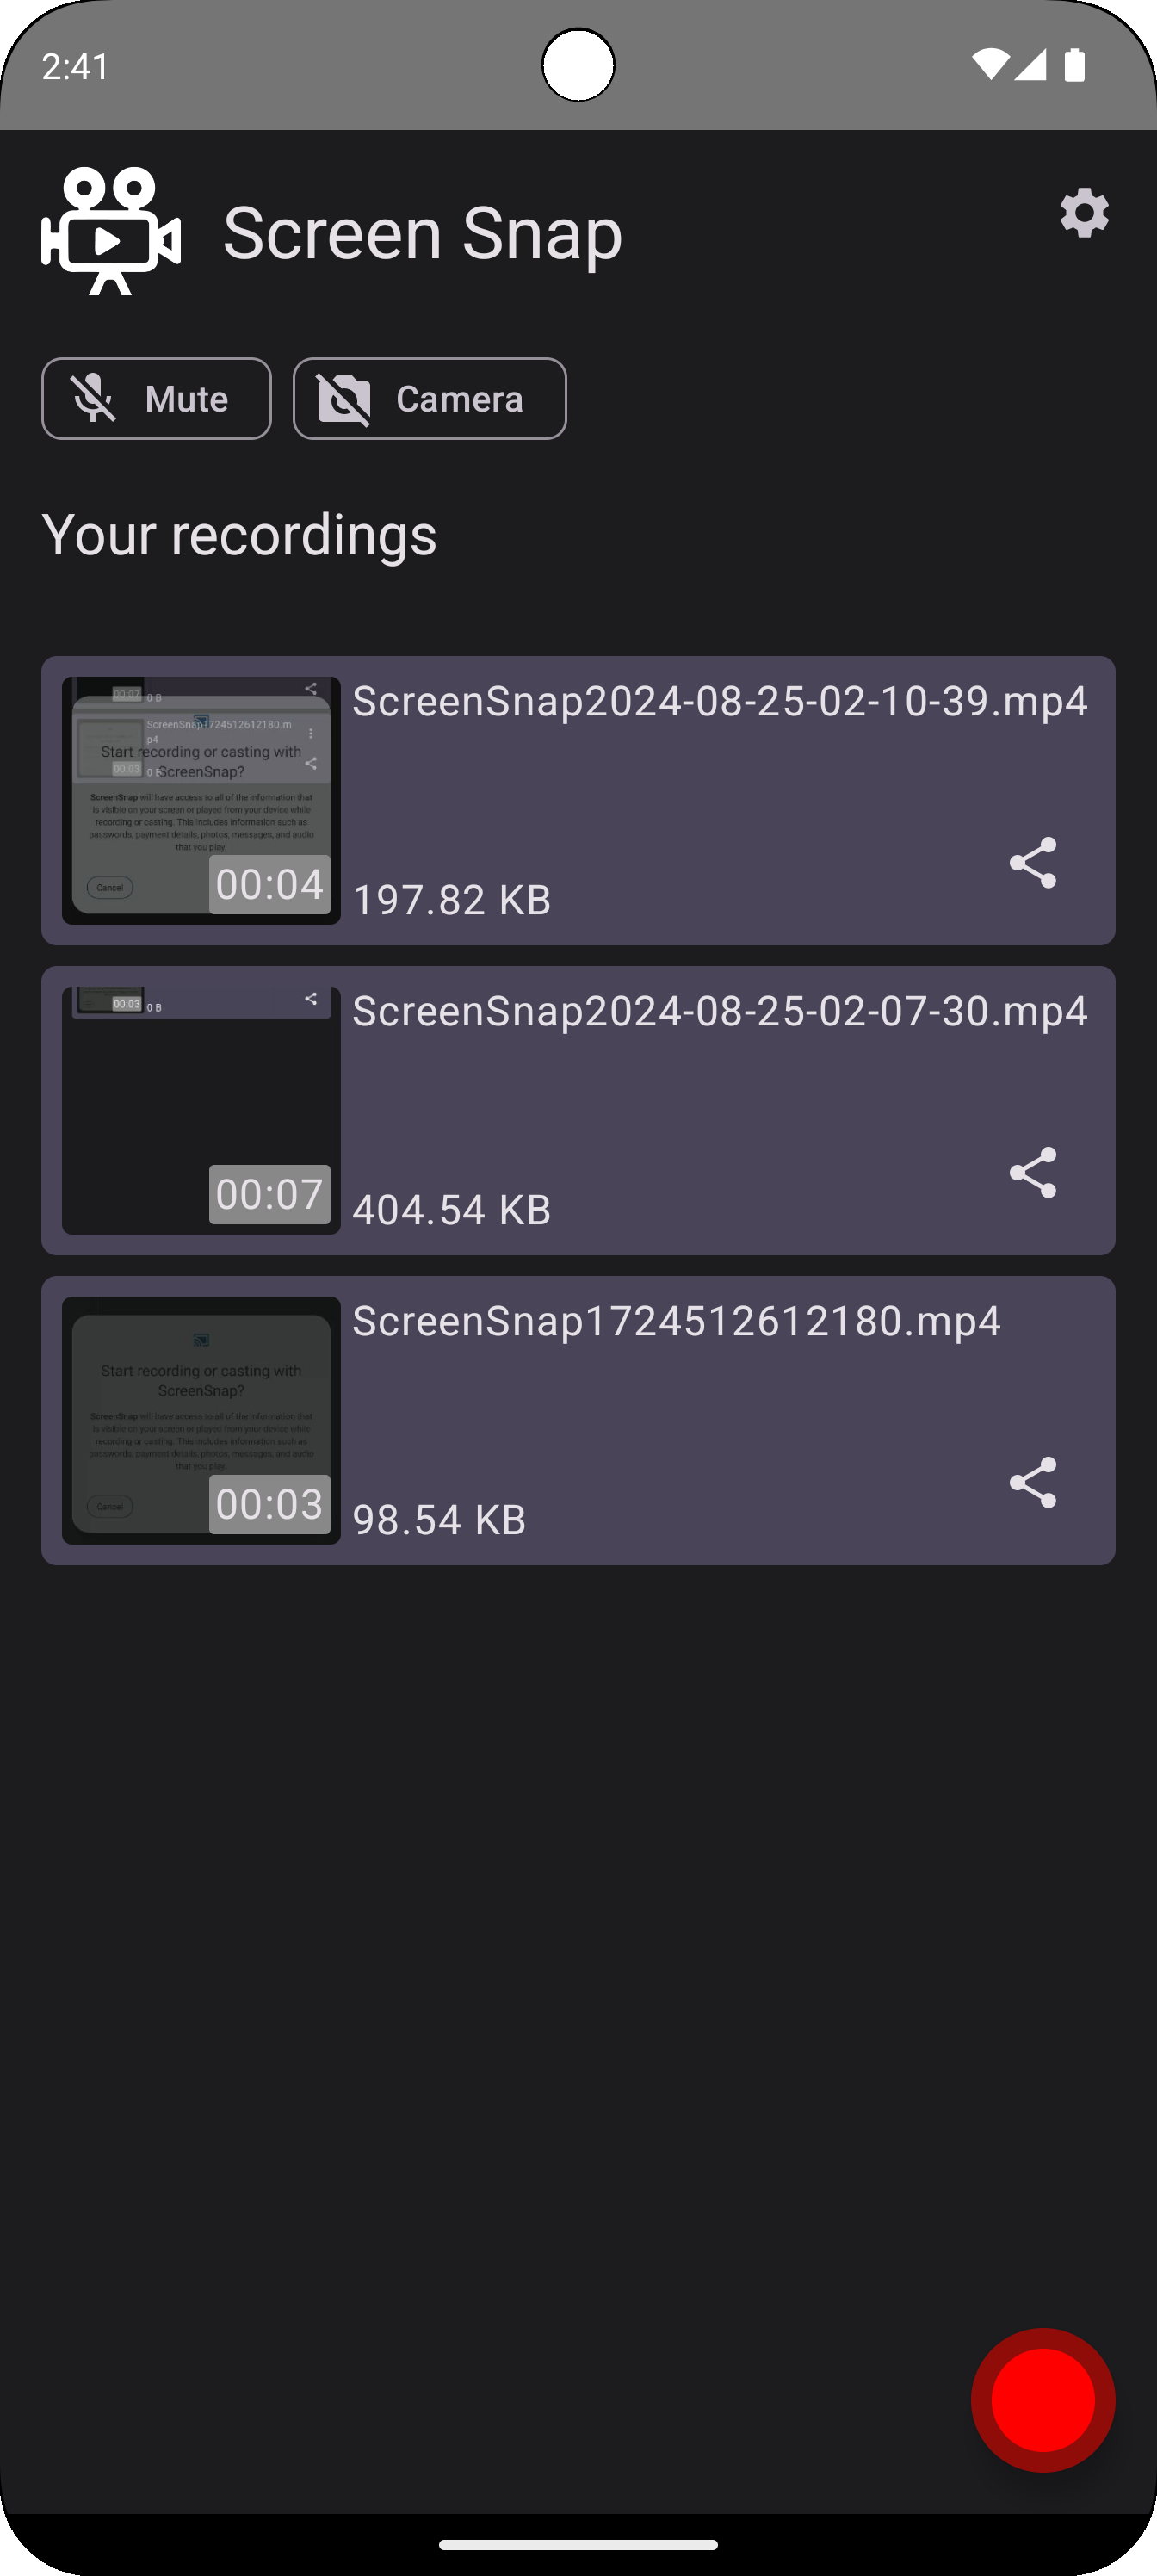 2:41
Screen Snap
Mute
Camera
Your recordings
00:07 0 B
ScreenSnap1724512612180.m
p4
Start recording or casting with
ScreenSnap?
00:03 0 B
ScreenSnap will have access to all of the information that
is visible on your screen or played from your device while
recording or casting. This includes information such as
passwords, payment details, photos, messages, and audio
that you play.
Cancel
00:04
ScreenSnap2024-08-25-02-10-39.mp4
197.82 KB
00:03 0 B
00:07
ScreenSnap2024-08-25-02-07-30.mp4
404.54 KB
Start recording or casting with
ScreenSnap?
ScreenSnap will have access to all of the information that
is visible on your screen or played from your device while
recording or casting. This includes information such as
passwords, payment details, photos, messages, and audio
that you play.
Cancel
00:03
ScreenSnap1724512612180.mp4
98.54 KB